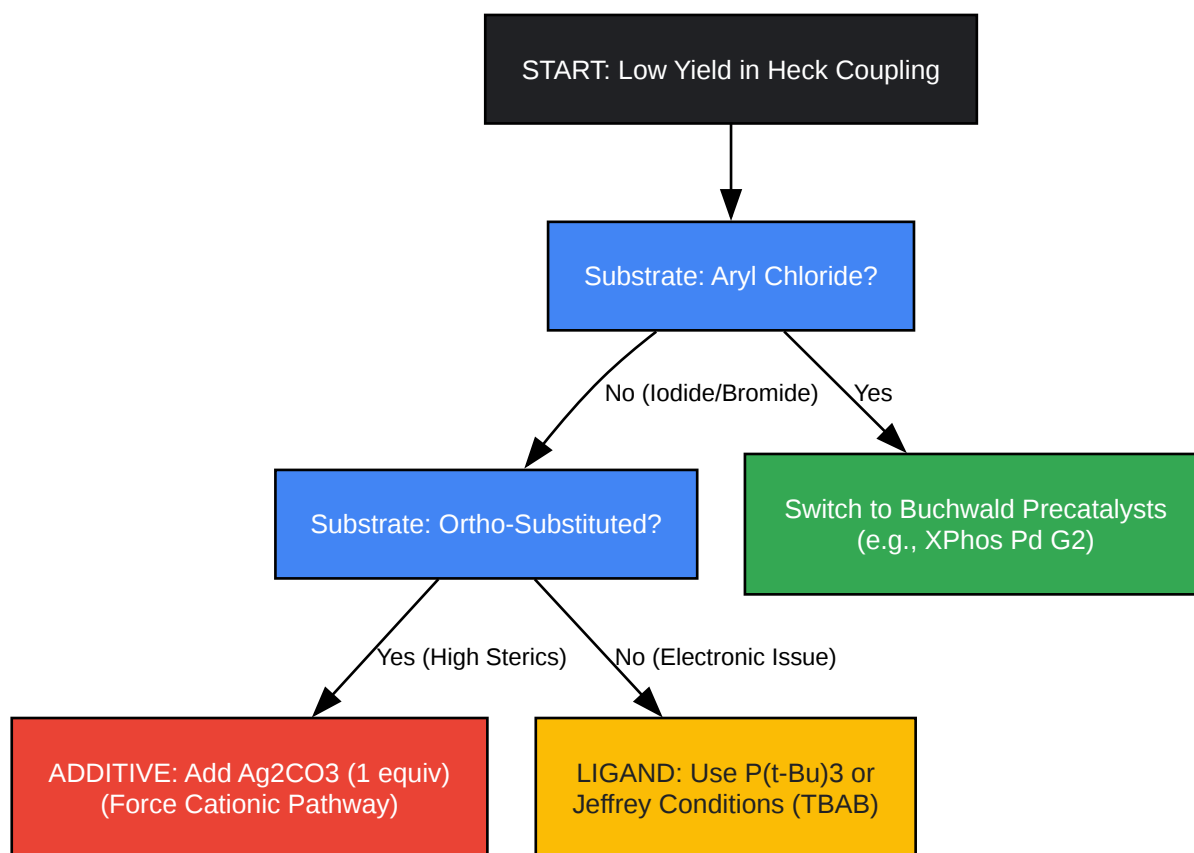 START: Low Yield in Heck Coupling
Substrate: Aryl Chloride?
No (Iodide/Bromide)
Yes
Substrate: Ortho-Substituted?
Switch to Buchwald Precatalysts
(e.g., XPhos Pd G2)
Yes (High Sterics)
No (Electronic Issue)
ADDITIVE: Add Ag2CO3 (1 equiv)
(Force Cationic Pathway)
LIGAND: Use P(t-Bu)3 or
Jeffrey Conditions (TBAB)